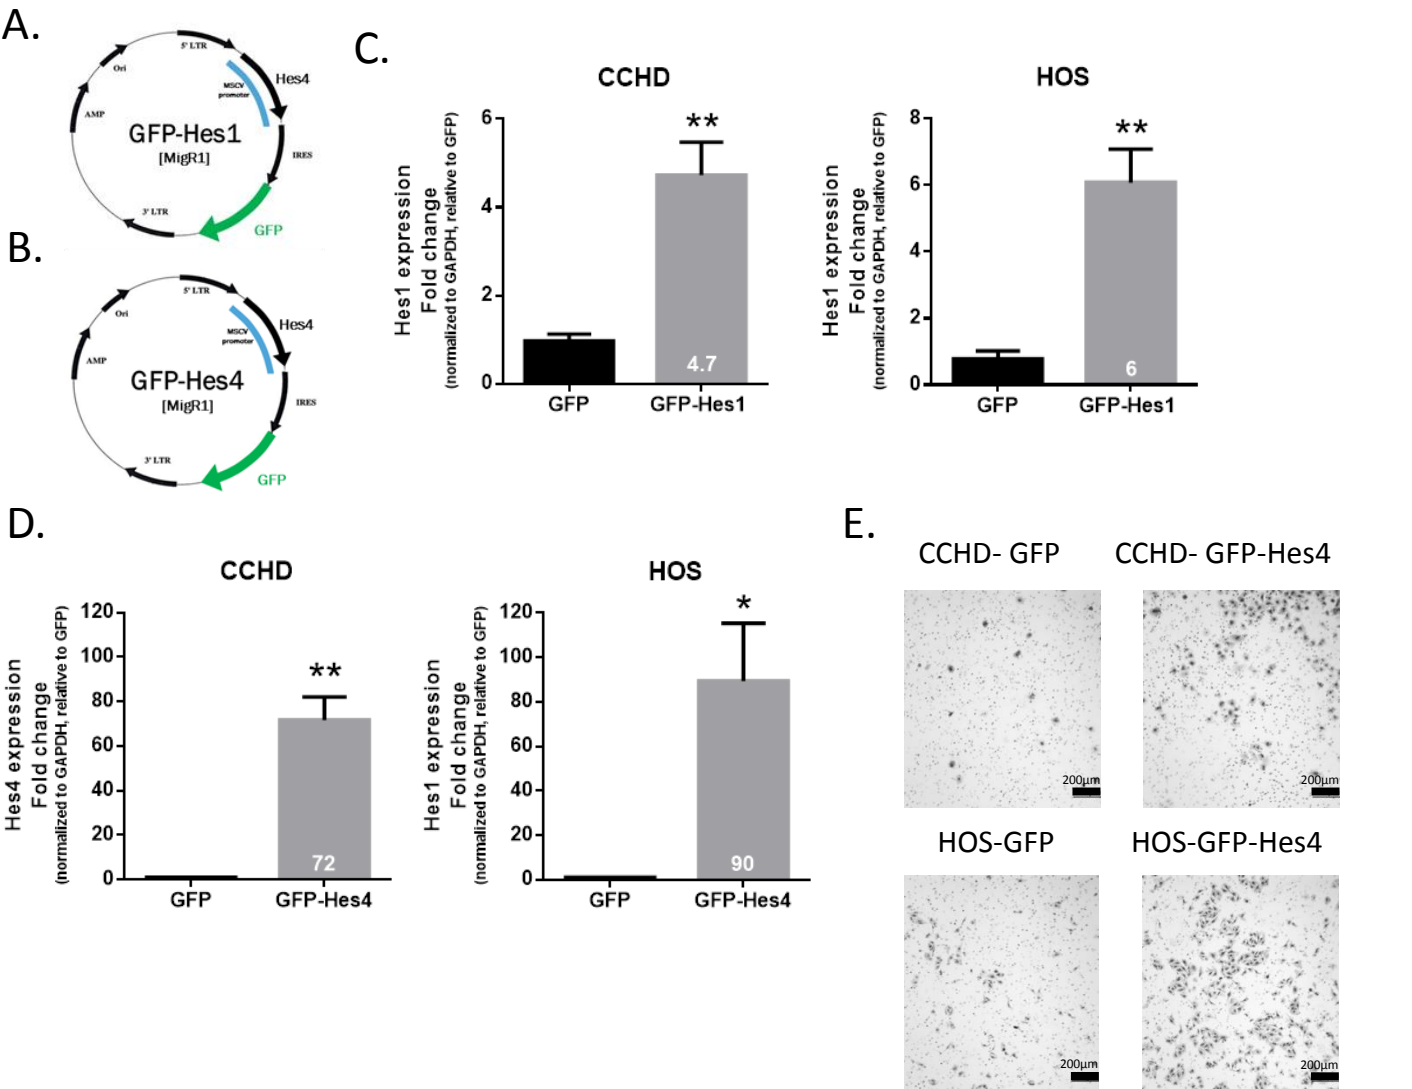 A.
5' LTR
Hes4
MSCV
promoter
IRES
GFP
3' LTR
AMP
Ori
GFP-Hes1
[MigR1]
B.
5' LTR
Hes4
MSCV
promoter
IRES
GFP
3' LTR
AMP
Ori
GFP-Hes4
[MigR1]
C.
CCHD
Hes1 expression
Fold change
(normalized to GAPDH, relative to GFP)
6
4
2
0
**
4.7
GFP
GFP-Hes1
HOS
Hes1 expression
Fold change
(normalized to GAPDH, relative to GFP)
8
6
4
2
0
**
6
GFP
GFP-Hes1
D.
CCHD
Hes4 expression
Fold change
(normalized to GAPDH, relative to GFP)
120
100
80
60
40
20
0
**
72
GFP
GFP-Hes4
HOS
Hes1 expression
Fold change
(normalized to GAPDH, relative to GFP)
120
100
80
60
40
20
0
*
90
GFP
GFP-Hes4
E.
CCHD- GFP
CCHD- GFP-Hes4
200µm
200µm
HOS-GFP
HOS-GFP-Hes4
200µm
200µm